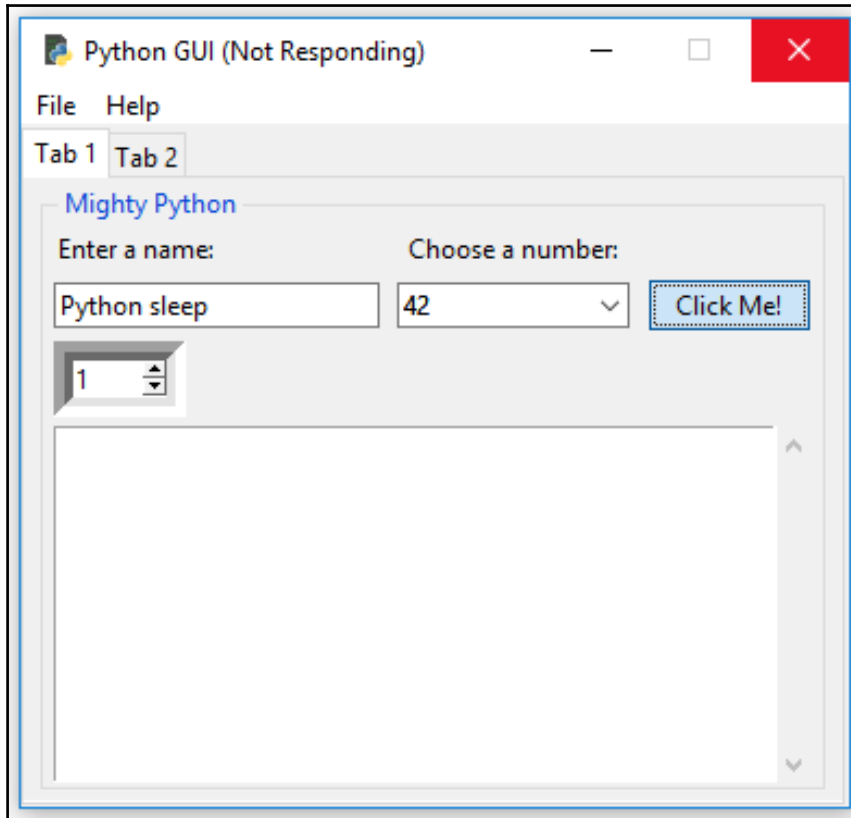 Python GUI (Not Responding)
File Help
Tab 1 Tab 2
Mighty Python
Enter a name: Choose a number:
Python sleep 42 Click Me!
1